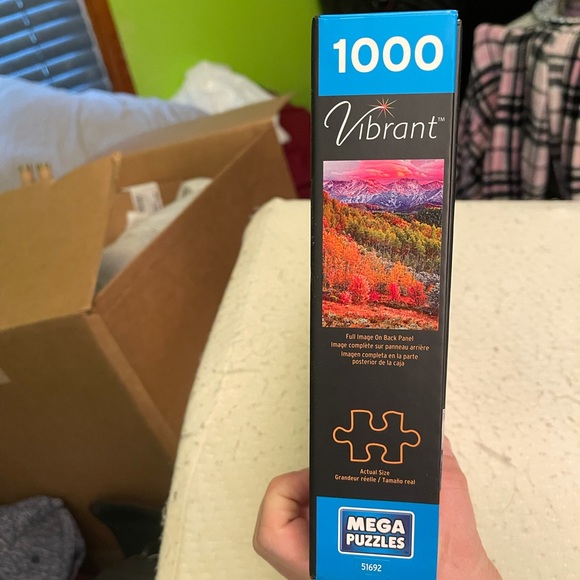 1000
Vibrant™
Full Image On Back Panel
Image complète sur panneau arrière
Imagen completa en la parte
posterior de la caja
Actual Size
Grandeur réelle / Tamaño real
MEGA
PUZZLES
51692